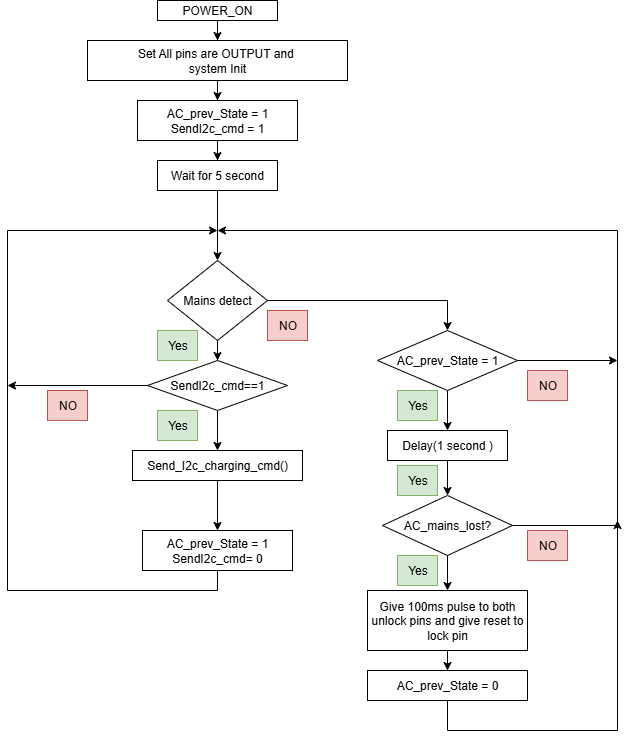 POWER_ON
Set All pins are OUTPUT and
system Init
AC_prev_State = 1
SendI2c_cmd = 1
Wait for 5 second
Mains detect
NO
Yes
SendI2c_cmd==1
NO
Yes
Send_I2c_charging_cmd()
AC_prev_State = 1
SendI2c_cmd= 0
AC_prev_State = 1
NO
Yes
Delay(1 second )
Yes
AC_mains_lost?
NO
Yes
Give 100ms pulse to both
unlock pins and give reset to
lock pin
AC_prev_State = 0